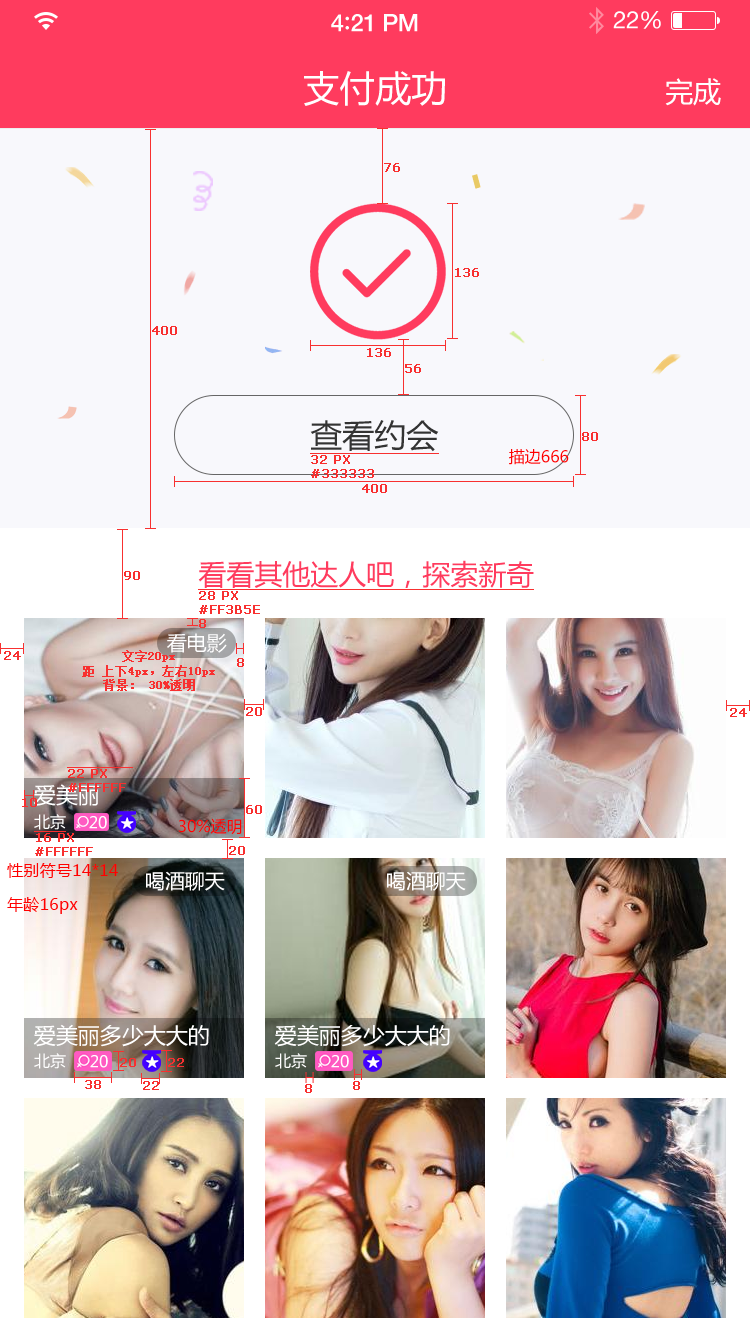 4:21 PM
22%
支付成功
完成
76
136
400
136
56
查看约会
80
描边666
32 PX
#333333
400
90
看看其他达人吧，探索新奇
28 PX
#FF3B5E
8
看电影
24
文字20px
8
距 上下4px，左右10px
背景： 30%透明
20
24
22 PX
#FFFFFF
爱美丽
10
60
北京
20
30%透明
16 PX
#FFFFFF
20
性别符号14*14
喝酒聊天
喝酒聊天
年龄16px
爱美丽多少大大的
爱美丽多少大大的
北京
20
20
22
北京
20
38
22
8
8